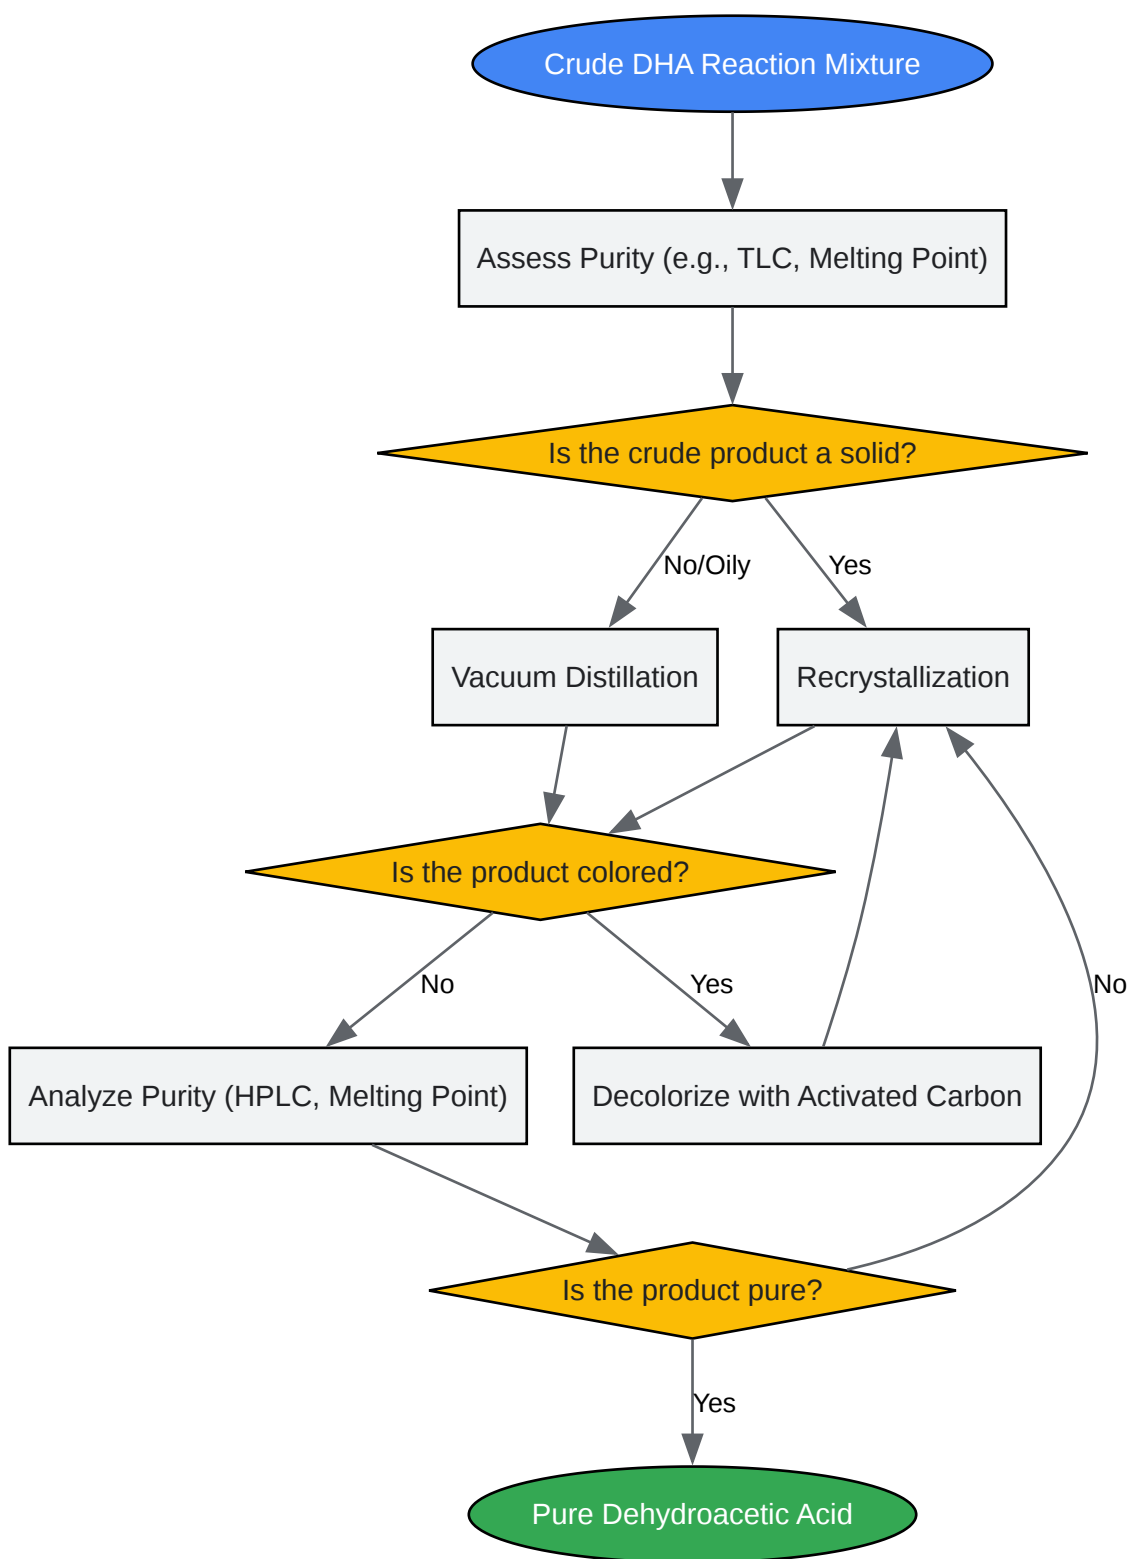 Crude DHA Reaction Mixture
Assess Purity (e.g., TLC, Melting Point)
Is the crude product a solid?
No/Oily
Yes
Vacuum Distillation
Recrystallization
Is the product colored?
No
Yes
No
Analyze Purity (HPLC, Melting Point)
Decolorize with Activated Carbon
Is the product pure?
Yes
Pure Dehydroacetic Acid